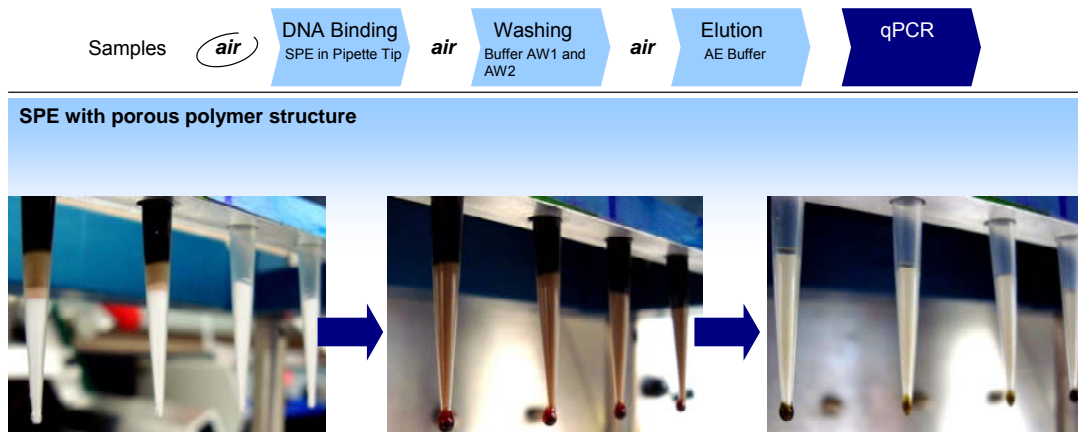 Samples
air
DNA Binding
SPE in Pipette Tip
air
Washing
Buffer AW1 and
AW2
air
Elution
AE Buffer
qPCR
SPE with porous polymer structure